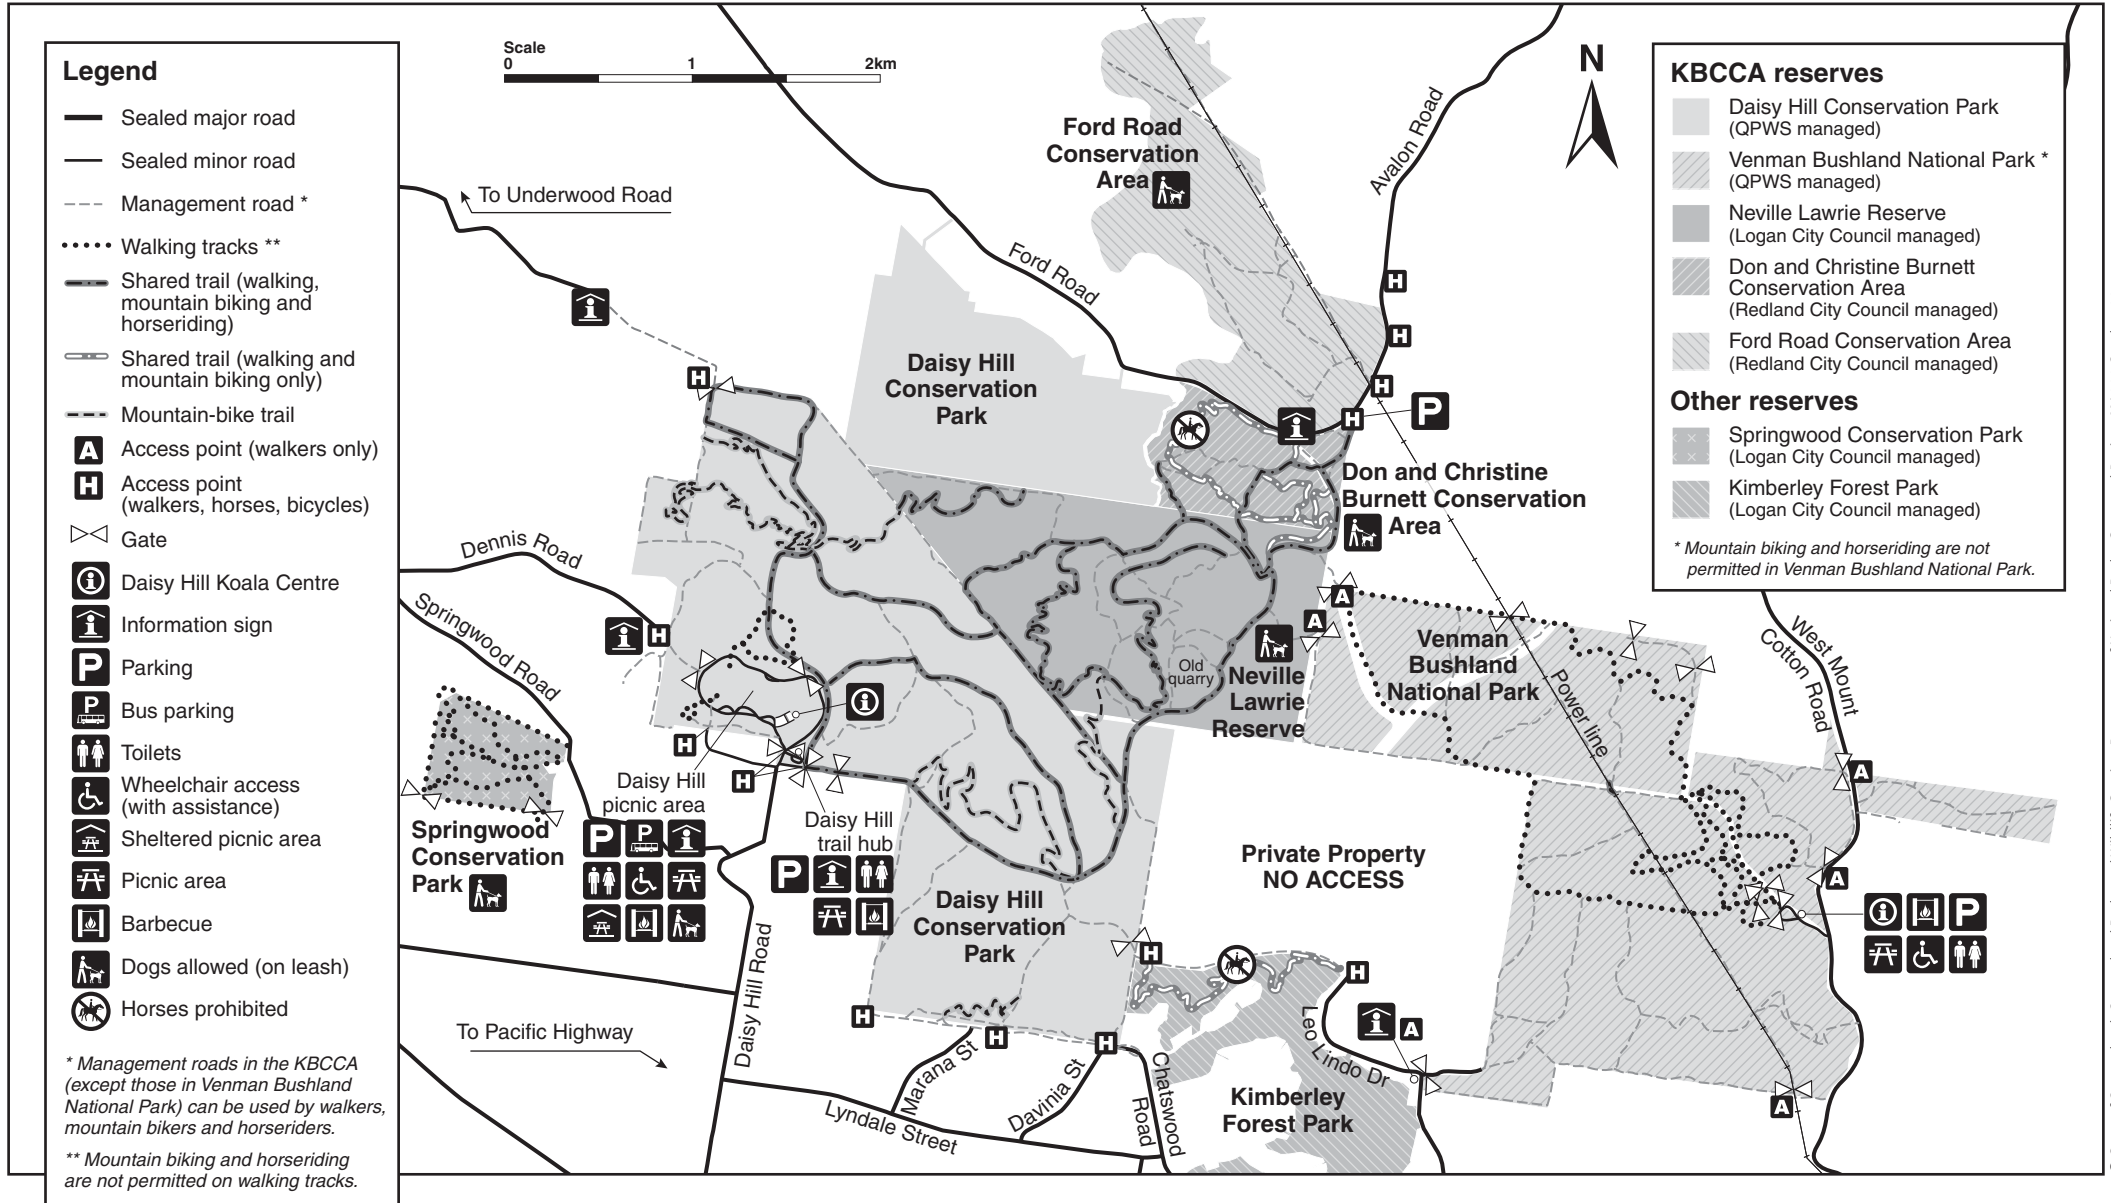 Legend
Sealed major road
Sealed minor road
Management road *
Walking tracks **
Shared trail (walking,
mountain biking and
horseriding)
Shared trail (walking and
mountain biking only)
Mountain-bike trail
A Access point (walkers only)
H Access point
(walkers, horses, bicycles)
Gate
Daisy Hill Koala Centre
Information sign
P Parking
P Bus parking
Toilets
Wheelchair access
(with assistance)
Sheltered picnic area
Picnic area
Barbecue
Dogs allowed (on leash)
Horses prohibited
* Management roads in the KBCCA
(except those in Venman Bushland
National Park) can be used by walkers,
mountain bikers and horseriders.
** Mountain biking and horseriding
are not permitted on walking tracks.
Scale
0 1 2km
N
KBCCA reserves
Daisy Hill Conservation Park
(QPWS managed)
Venman Bushland National Park *
(QPWS managed)
Neville Lawrie Reserve
(Logan City Council managed)
Don and Christine Burnett
Conservation Area
(Redland City Council managed)
Ford Road Conservation Area
(Redland City Council managed)
Other reserves
Springwood Conservation Park
(Logan City Council managed)
Kimberley Forest Park
(Logan City Council managed)
* Mountain biking and horseriding are not
permitted in Venman Bushland National Park.
To Underwood Road
Ford Road
Conservation
Area
Avalon Road
Ford Road
H
H
H
H
P
H
Daisy Hill
Conservation
Park
Don and Christine
Burnett Conservation
Area
Dennis Road
Springwood Road
H
A
A
Venman
Bushland
National Park
Old
quarry
Neville
Lawrie
Reserve
Power line
West Mount
Cotton Road
H
H
A
Daisy Hill
picnic area
P P
Daisy Hill
trail hub
P
Springwood
Conservation
Park
Private Property
NO ACCESS
A
P
Daisy Hill
Conservation
Park
Daisy Hill Road
H
H
H
H
H
To Pacific Highway
Marana St
Davinia St
Lyndale Street
Chatswood
Road
Leo Lindo Dr
A
Kimberley
Forest Park
A